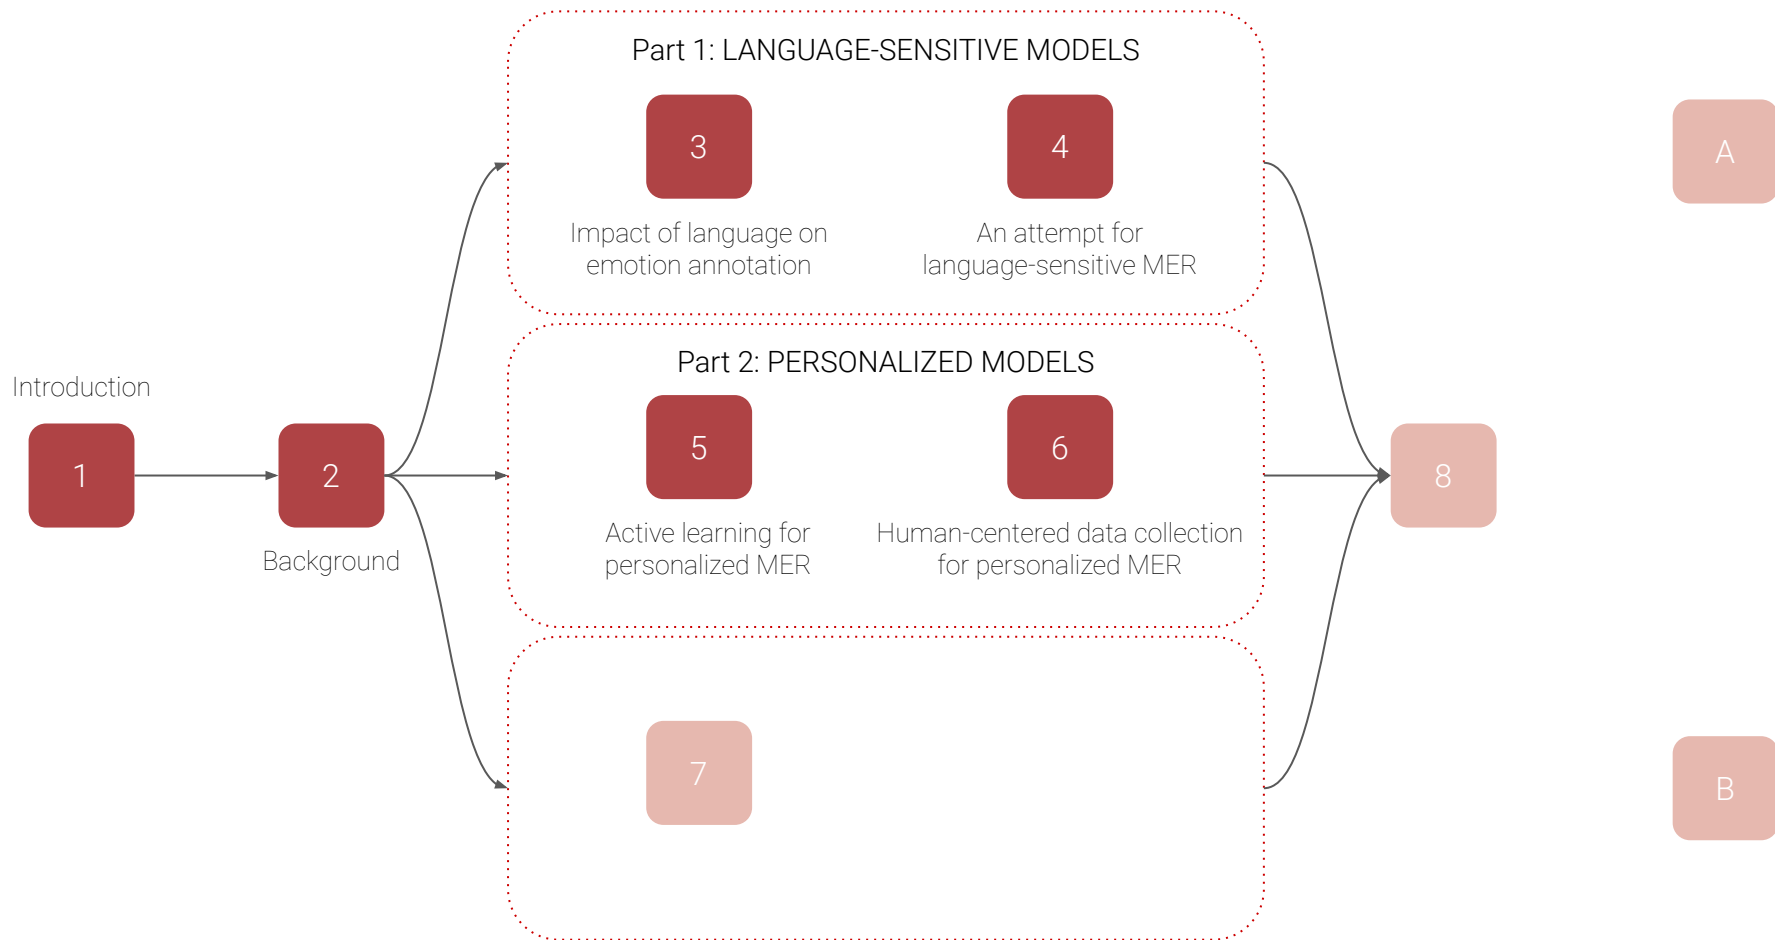 Introduction
1
2
Background
Part 1: LANGUAGE-SENSITIVE MODELS
3
Impact of language on
emotion annotation
4
An attempt for
language-sensitive MER
Part 2: PERSONALIZED MODELS
5
Active learning for
personalized MER
6
Human-centered data collection
for personalized MER
7
8
A
B